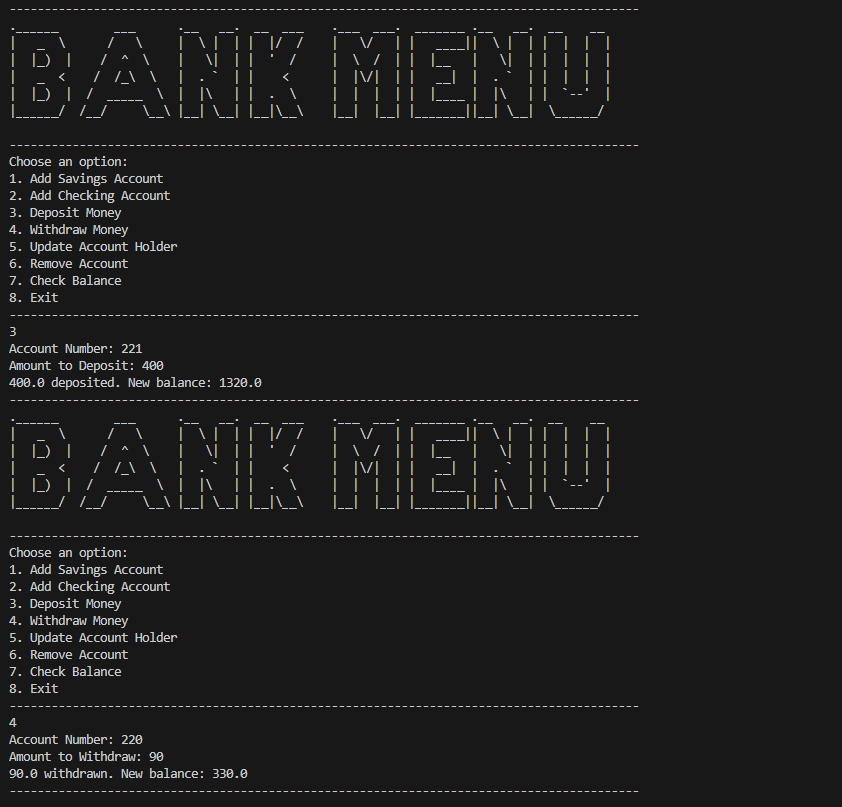 BANK MENU
Choose an option:
1. Add Savings Account
2. Add Checking Account
3. Deposit Money
4. Withdraw Money
5. Update Account Holder
6. Remove Account
7. Check Balance
8. Exit
3
Account Number: 221
Amount to Deposit: 400
400.0 deposited. New balance: 1320.0
BANK MENU
Choose an option:
1. Add Savings Account
2. Add Checking Account
3. Deposit Money
4. Withdraw Money
5. Update Account Holder
6. Remove Account
7. Check Balance
8. Exit
4
Account Number: 220
Amount to Withdraw: 90
90.0 withdrawn. New balance: 330.0